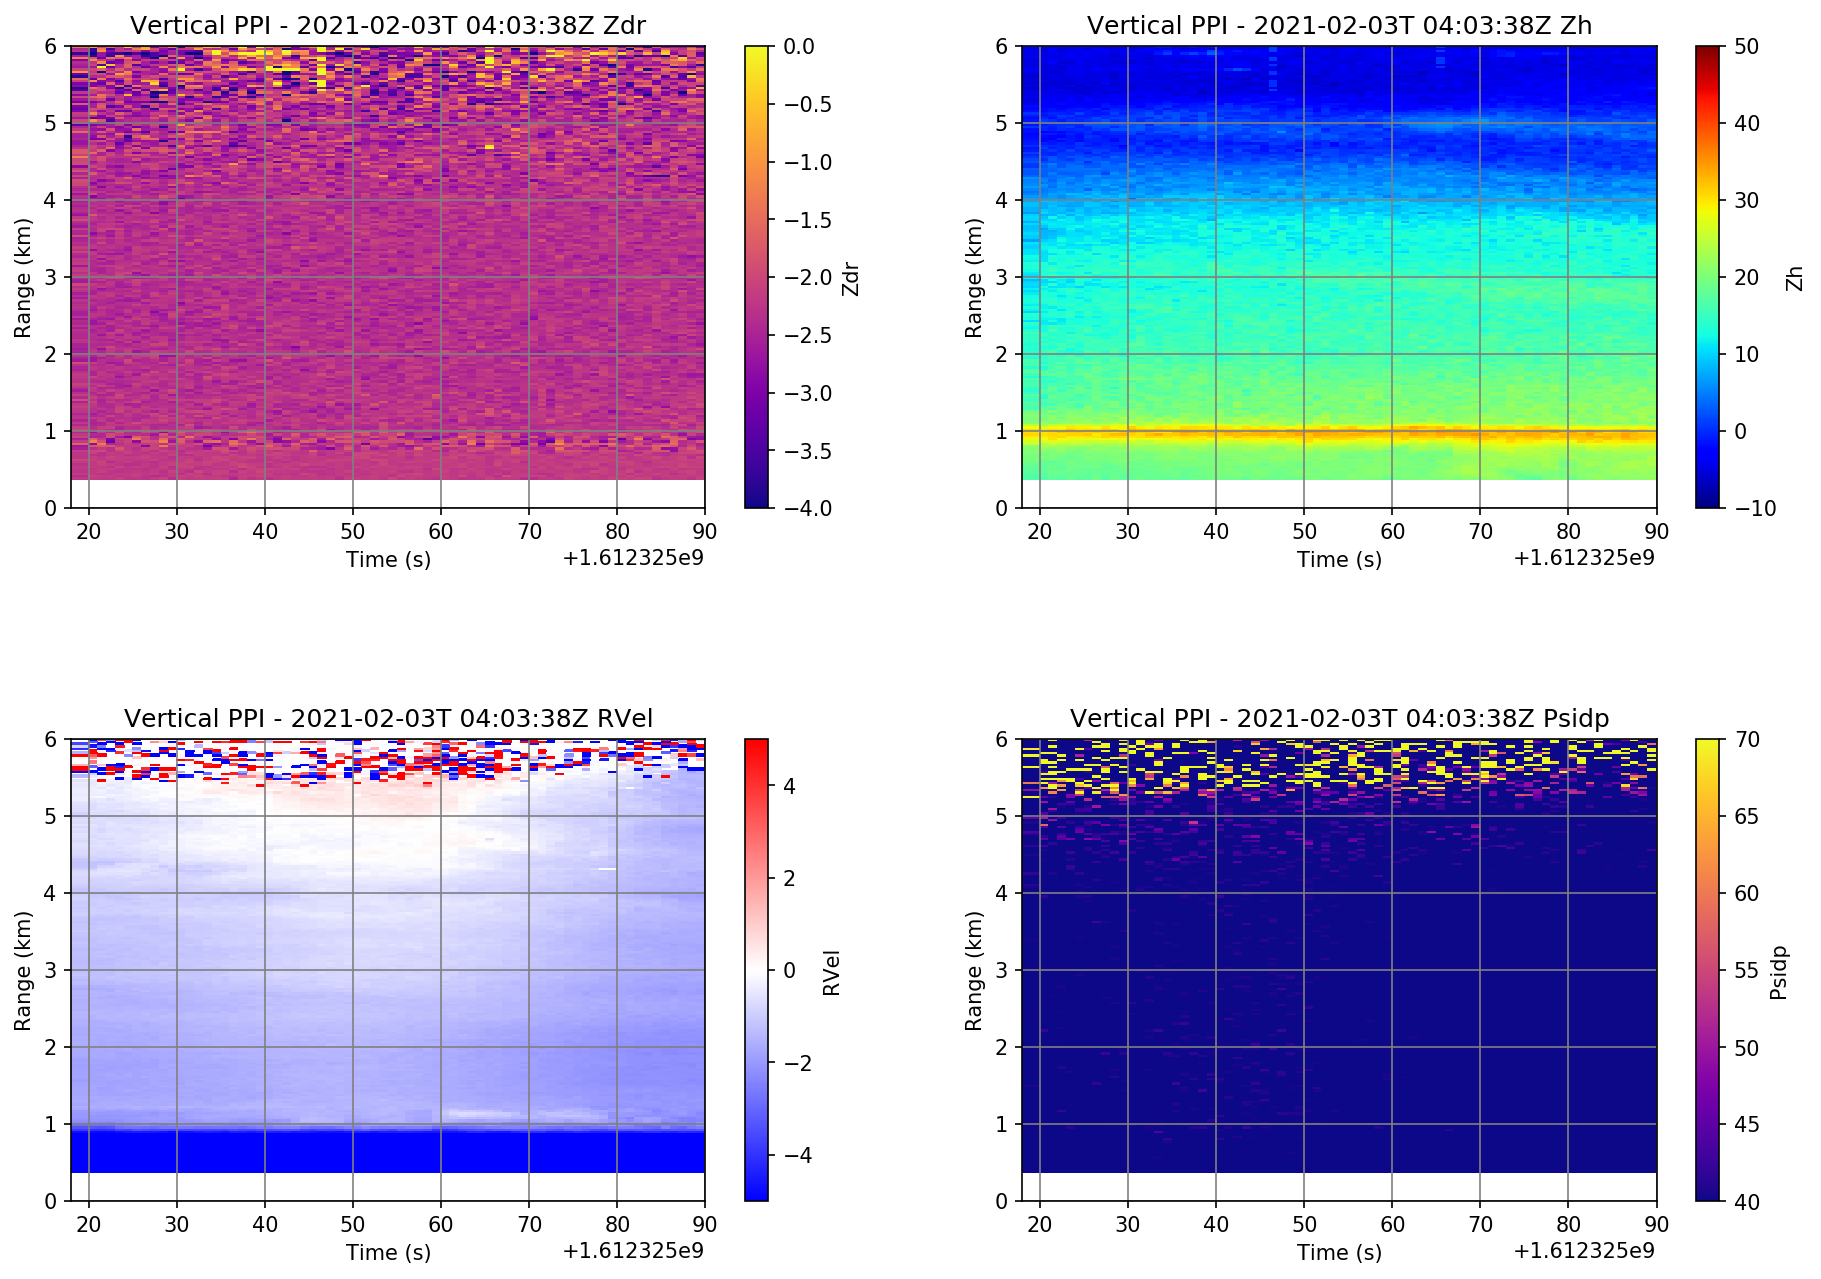 Vertical PPI - 2021-02-03T 04:03:38Z Zdr
6
5
4
3
2
1
0
Range (km)
20 30 40 50 60 70 80 90
Time (s)
+1.612325e9
0.0
−0.5
−1.0
−1.5
−2.0
−2.5
−3.0
−3.5
−4.0
Zdr
Vertical PPI - 2021-02-03T 04:03:38Z Zh
6
5
4
3
2
1
0
Range (km)
20 30 40 50 60 70 80 90
Time (s)
+1.612325e9
50
40
30
20
10
0
−10
Zh
Vertical PPI - 2021-02-03T 04:03:38Z RVel
6
5
4
3
2
1
0
Range (km)
20 30 40 50 60 70 80 90
Time (s)
+1.612325e9
4
2
0
−2
−4
RVel
Vertical PPI - 2021-02-03T 04:03:38Z Psidp
6
5
4
3
2
1
0
Range (km)
20 30 40 50 60 70 80 90
Time (s)
+1.612325e9
70
65
60
55
50
45
40
Psidp